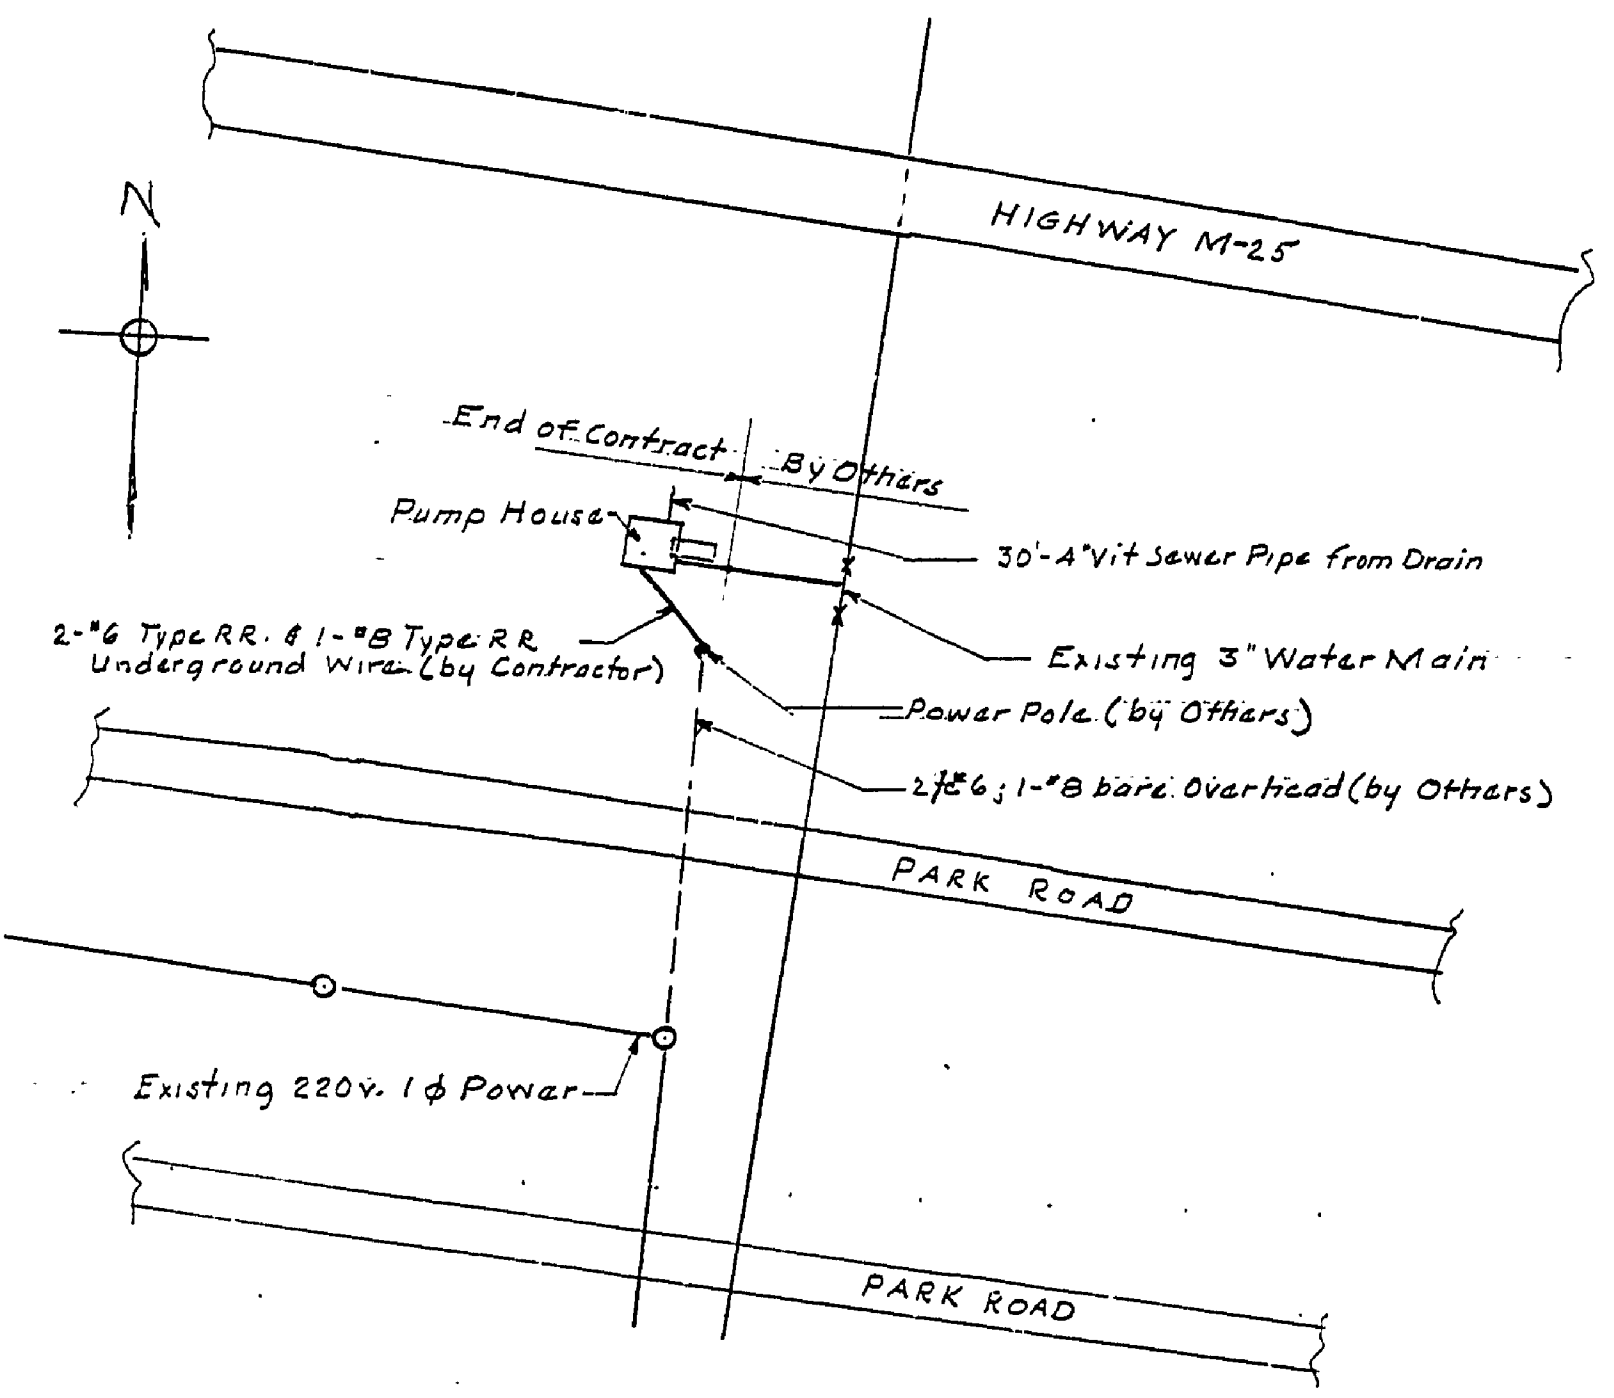 N
HIGHWAY M-25
End of Contract
By Others
Pump House
30'-4" Vit Sewer Pipe from Drain
2-#6 Type RR. & 1-#8 Type RR
Underground Wire (by Contractor)
Existing 3" Water Main
Power Pole (by Others)
#6; 1-#8 bare Overhead (by Others)
PARK ROAD
Existing 220v. 1 ϕ Power
PARK ROAD